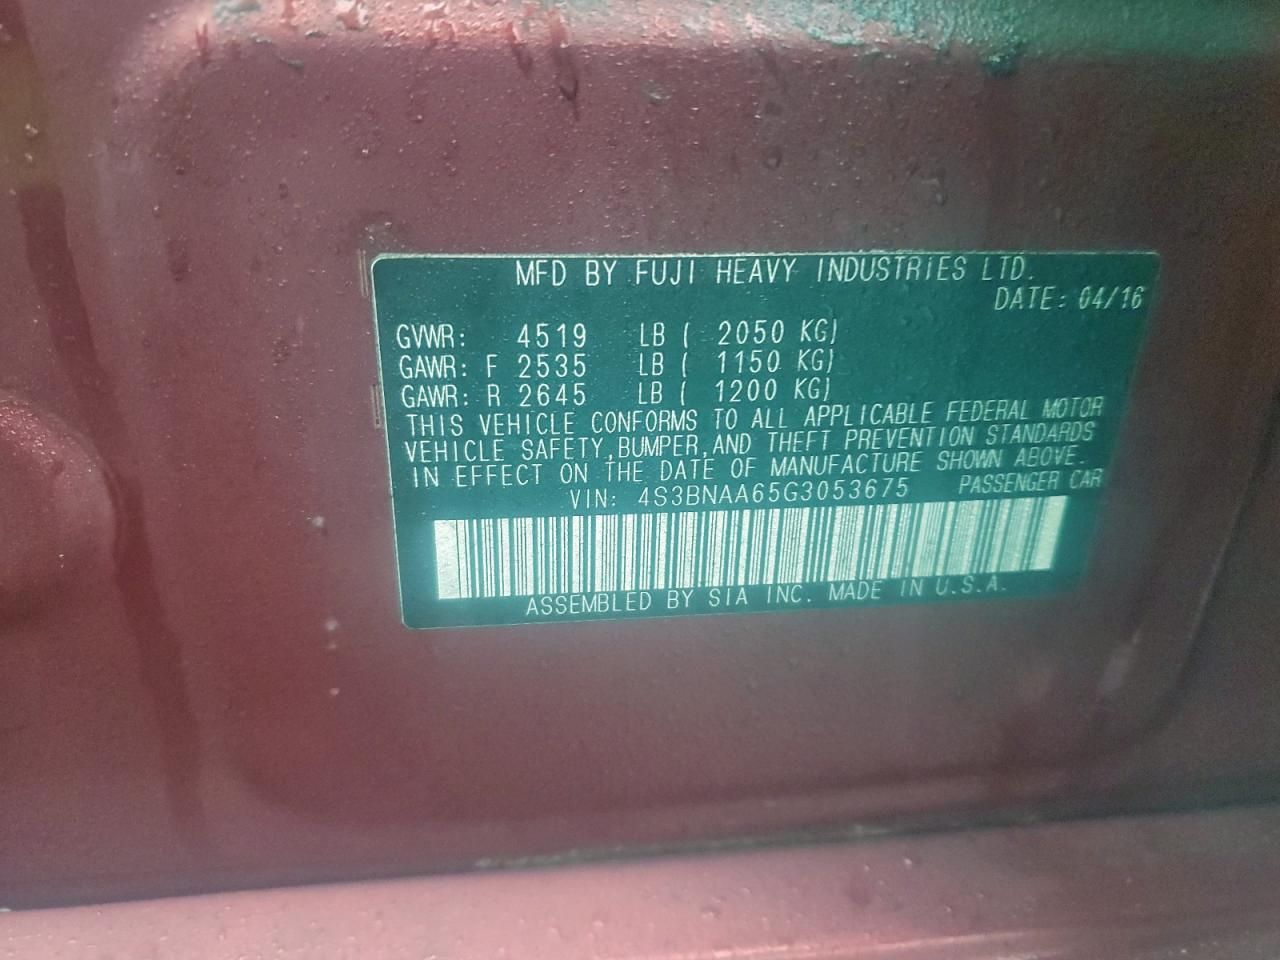 MFD BY FUJI HEAVY INDUSTRIES LTD.
DATE: 04/16
GVWR: 4519 LB ( 2050 KG)
GAWR: F 2535 LB ( 1150 KG)
GAWR: R 2645 LB ( 1200 KG)
THIS VEHICLE CONFORMS TO ALL APPLICABLE FEDERAL MOTOR
VEHICLE SAFETY,BUMPER,AND THEFT PREVENTION STANDARDS
IN EFFECT ON THE DATE OF MANUFACTURE SHOWN ABOVE.
VIN: 4S3BNAA65G3053675 PASSENGER CAR
ASSEMBLED BY SIA INC. MADE IN U.S.A.